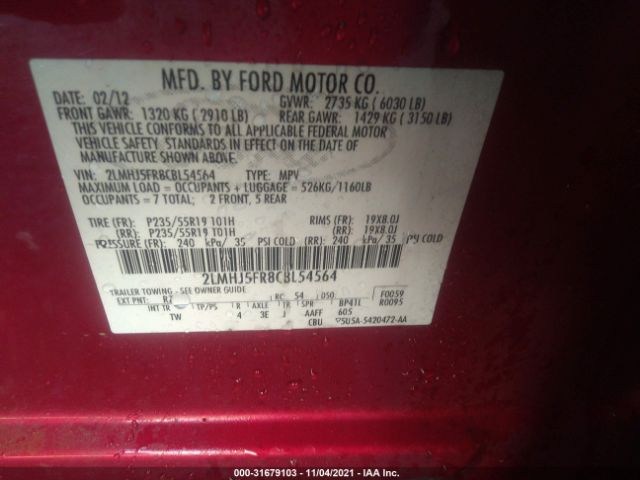 MFD. BY FORD MOTOR CO.
DATE: 02/12 GVWR: 2735 KG ( 6030 LB)
FRONT GAWR: 1320 KG ( 2910 LB) REAR GAWR: 1429 KG ( 3150 LB)
THIS VEHICLE CONFORMS TO ALL APPLICABLE FEDERAL MOTOR
VEHICLE SAFETY STANDARDS IN EFFECT ON THE DATE OF
MANUFACTURE SHOWN ABOVE.
VIN: 2LMHJ5FR8CBL54564 TYPE: MPV
MAXIMUM LOAD = OCCUPANTS + LUGGAGE = 526KG/1160LB
OCCUPANTS = 7 TOTAL: 2 FRONT, 5 REAR
TIRE (FR): P235/55R19 101H RIMS (FR): 19X8.0J
(RR): P235/55R19 101H (RR): 19X8.0J
PRESSURE (FR): 240 kPa/ 35 PSI COLD (RR): 240 kPa/ 35 PSI COLD
2LMHJ5FR8CBL54564
TRAILER TOWING - SEE OWNER GUIDE
EXT PNT: RZ RC: 54 DSO: F0059
INT TR TP/PS R AXLE TR SPR BP41L R0095
TW 4 3E J AAFF 605
CBU 5U5A-5420472-AA
000-31679103 - 11/04/2021 - IAA Inc.